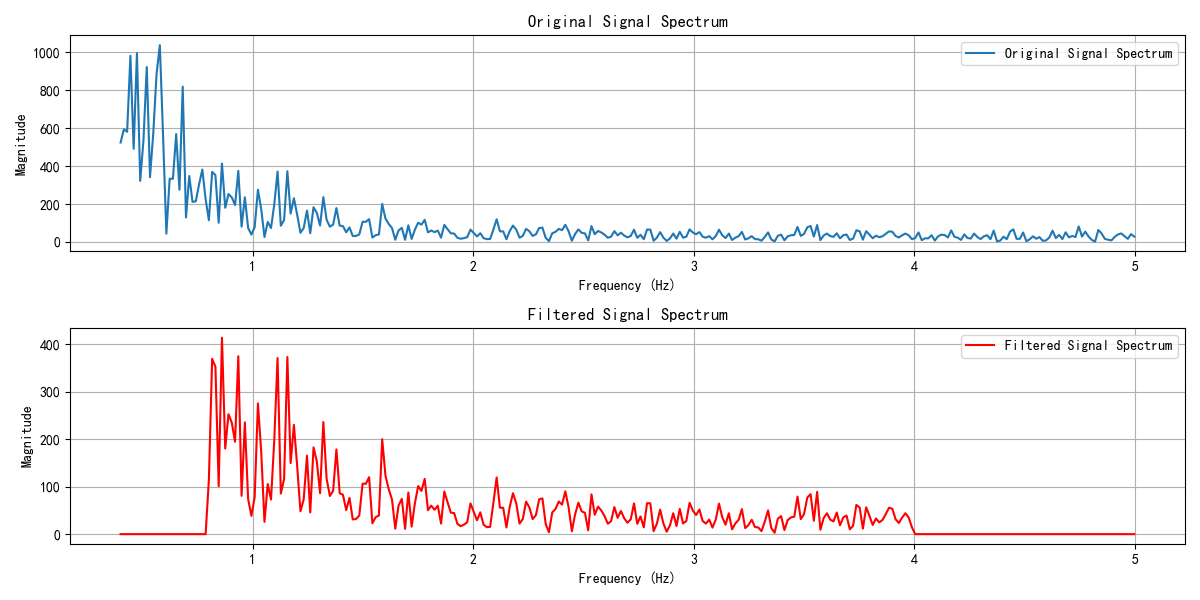 Original Signal Spectrum
Original Signal Spectrum
Magnitude
1000
800
600
400
200
0
1
2
3
4
5
Frequency (Hz)
Filtered Signal Spectrum
Filtered Signal Spectrum
Magnitude
400
300
200
100
0
1
2
3
4
5
Frequency (Hz)